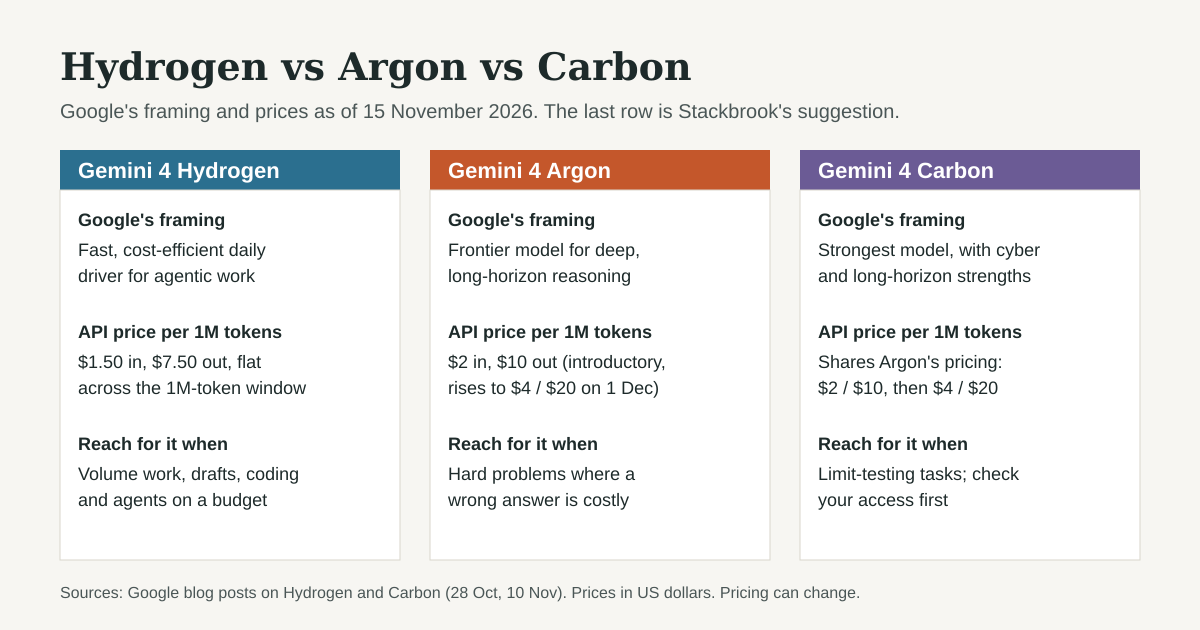 Hydrogen vs Argon vs Carbon
Google's framing and prices as of 15 November 2026. The last row is Stackbrook's suggestion.
Gemini 4 Hydrogen
Google's framing
Fast, cost-efficient daily
driver for agentic work
API price per 1M tokens
$1.50 in, $7.50 out, flat
across the 1M-token window
Reach for it when
Volume work, drafts, coding
and agents on a budget
Gemini 4 Argon
Google's framing
Frontier model for deep,
long-horizon reasoning
API price per 1M tokens
$2 in, $10 out (introductory,
rises to $4 / $20 on 1 Dec)
Reach for it when
Hard problems where a
wrong answer is costly
Gemini 4 Carbon
Google's framing
Strongest model, with cyber
and long-horizon strengths
API price per 1M tokens
Shares Argon's pricing:
$2 / $10, then $4 / $20
Reach for it when
Limit-testing tasks; check
your access first
Sources: Google blog posts on Hydrogen and Carbon (28 Oct, 10 Nov). Prices in US dollars. Pricing can change.